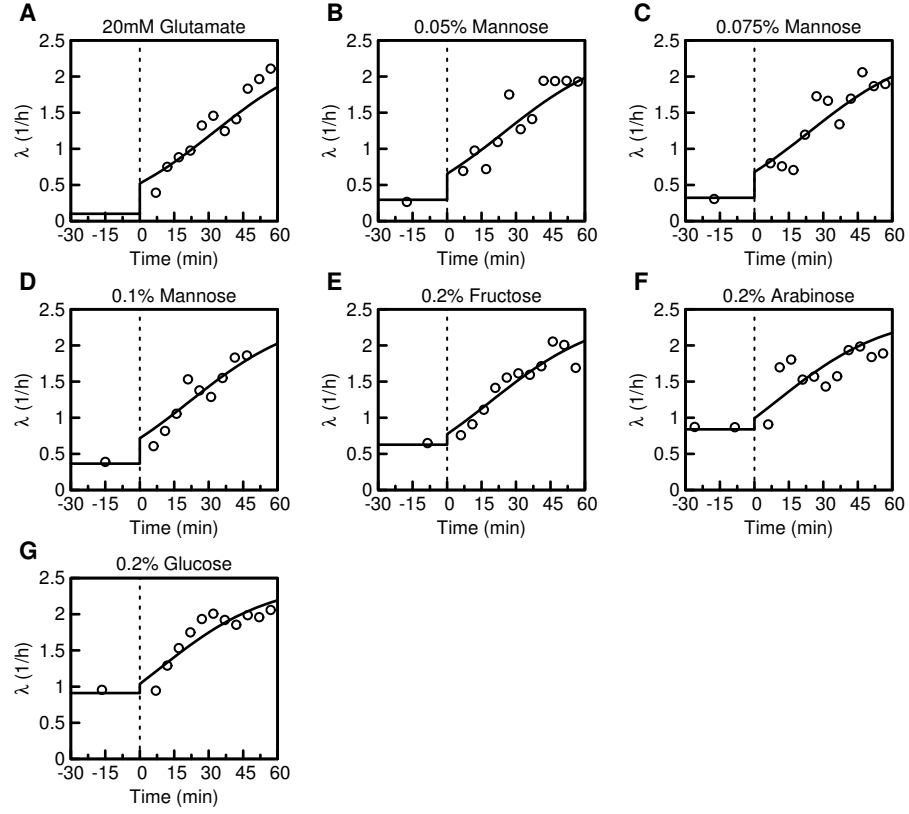 A B C
20mM Glutamate 0.05% Mannose 0.075% Mannose
2.5 2.5 2.5
2 2 2
1.5 1.5 1.5
λ (1/h) λ (1/h) λ (1/h)
1 1 1
0.5 0.5 0.5
0 0 0
-30 -15 0 15 30 45 60 -30 -15 0 15 30 45 60 -30 -15 0 15 30 45 60
Time (min) Time (min) Time (min)
D E F
0.1% Mannose 0.2% Fructose 0.2% Arabinose
2.5 2.5 2.5
2 2 2
1.5 1.5 1.5
λ (1/h) λ (1/h) λ (1/h)
1 1 1
0.5 0.5 0.5
0 0 0
-30 -15 0 15 30 45 60 -30 -15 0 15 30 45 60 -30 -15 0 15 30 45 60
Time (min) Time (min) Time (min)
G
0.2% Glucose
2.5
2
1.5
λ (1/h)
1
0.5
0
-30 -15 0 15 30 45 60
Time (min)